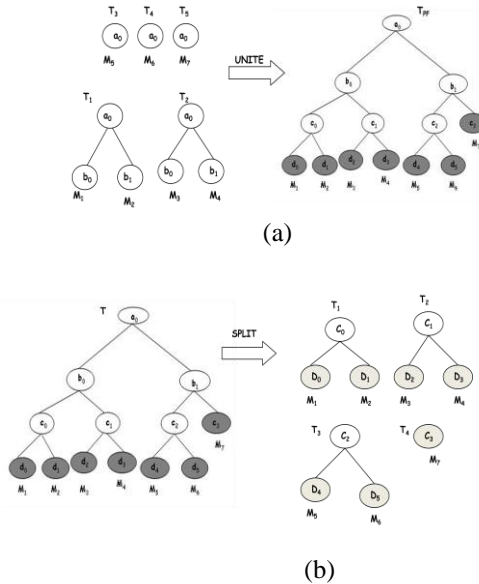 T₃ T₄ T₅
a₀ a₀ a₀
M₅ M₆ M₇
T₁ T₂
a₀ a₀
b₀ b₁ b₀ b₁
M₁ M₂ M₃ M₄
UNITE
T_PF
a₀
b₀ b₁
c₀ c₁ c₂ c₃
d₀ d₁ d₂ d₃ d₄ d₅
M₁ M₂ M₃ M₄ M₅ M₆ M₇
(a)
T
a₀
b₀ b₁
c₀ c₁ c₂ c₃
M₇
d₀ d₁ d₂ d₃ d₄ d₅
M₁ M₂ M₃ M₄ M₅ M₆
SPLIT
T₁ T₂
C₀ C₁
D₀ D₁ D₂ D₃
M₁ M₂ M₃ M₄
T₃ C₂ T₄ C₃
M₇
D₄ D₅
M₅ M₆
(b)